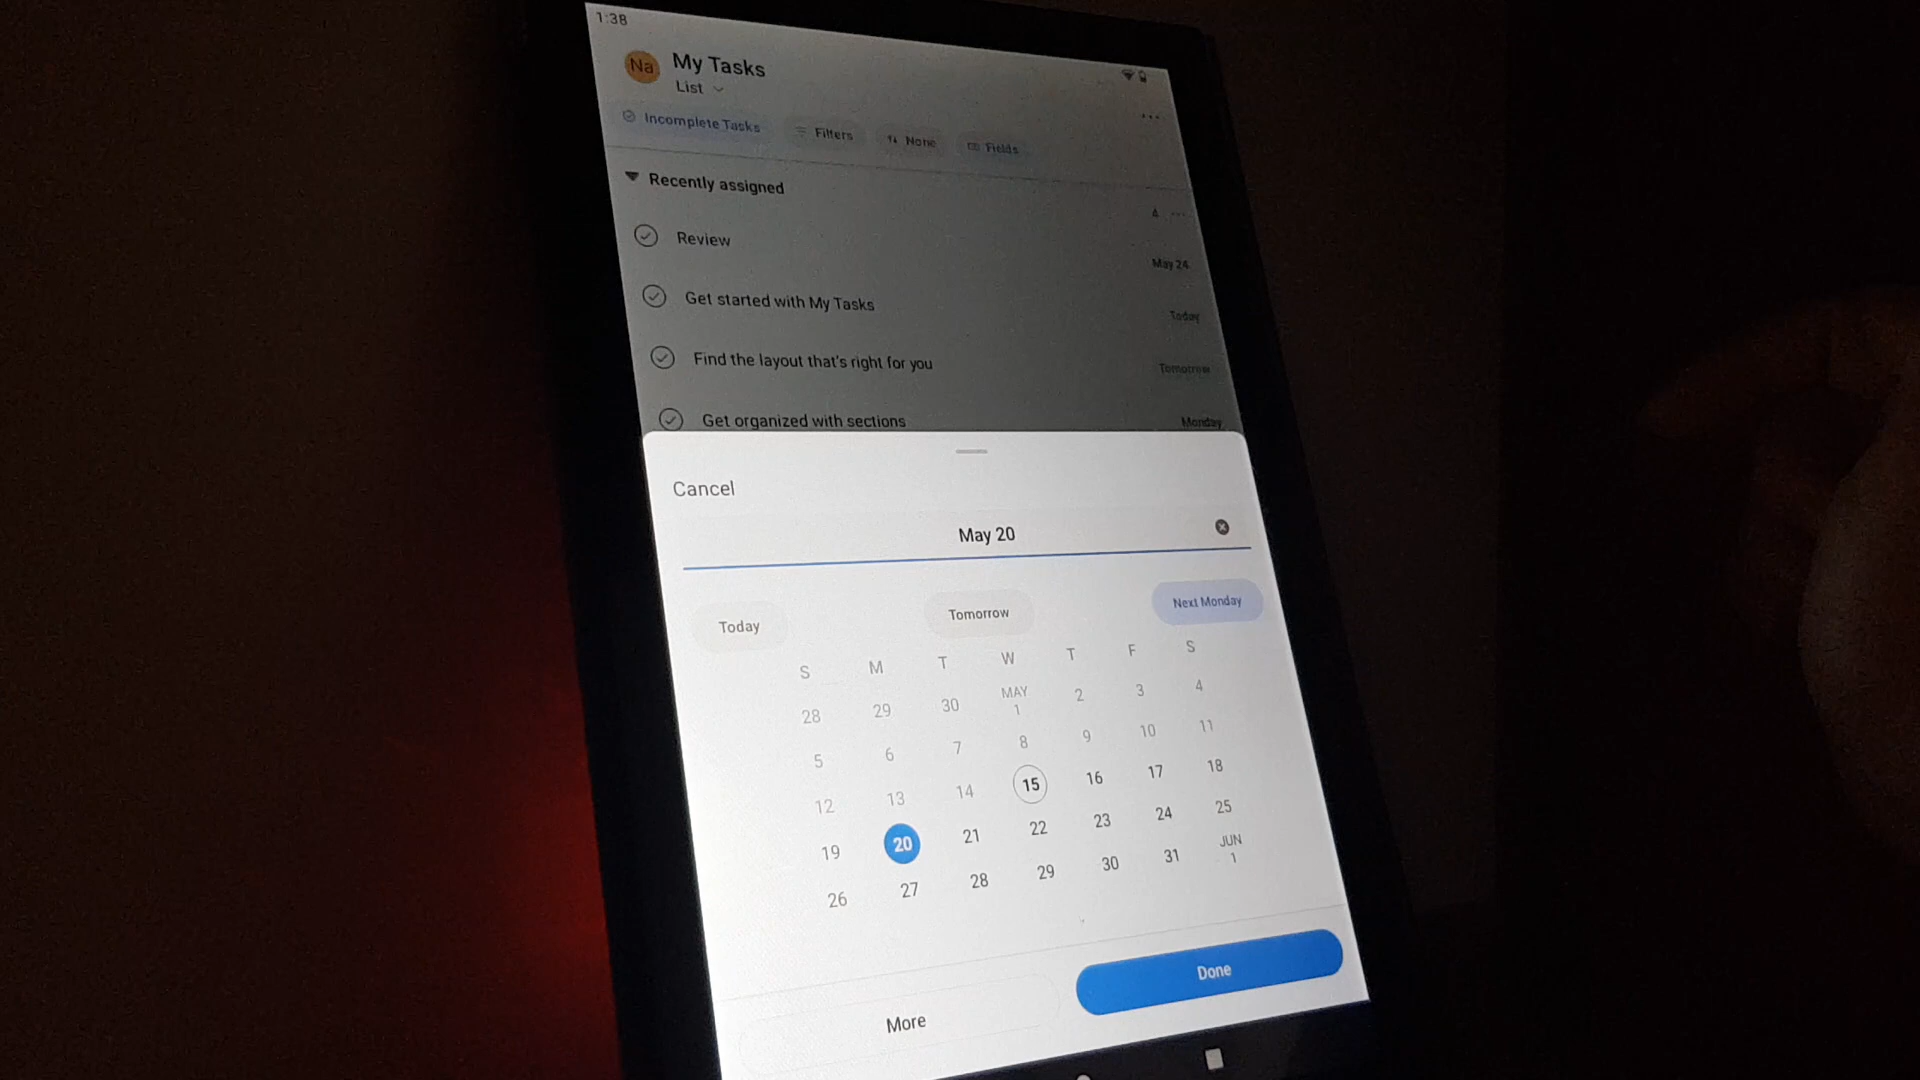 1:38
Na
My Tasks
List
Incomplete Tasks Filters None Fields
Recently assigned
4
Review
May 24
Get started with My Tasks
Today
Find the layout that's right for you
Tomorrow
Get organized with sections
Monday
Cancel
May 20
Today Tomorrow Next Monday
S M T W T F S
28 29 30 MAY 1 2 3 4
5 6 7 8 9 10 11
12 13 14 15 16 17 18
19 20 21 22 23 24 25
26 27 28 29 30 31 JUN 1
More Done